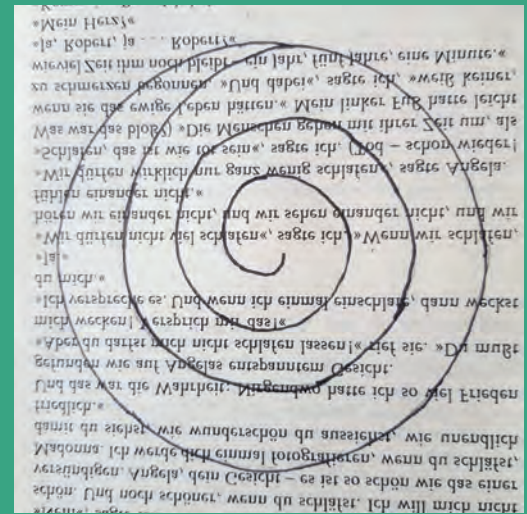 schön. Und noch schöner, wenn du schläfst. Ich will mich nicht
versündigen, Angela, dein Gesicht – es ist so schön wie das einer
Madonna. Ich werde dich einmal fotografieren, wenn du schläfst,
damit du siehst, wie wunderschön du aussiehst, wie unendlich
friedlich.«
Und das war die Wahrheit: Nirgendwo hatte ich so viel Frieden
gefunden wie auf Angelas entspanntem Gesicht.
»Aber du darfst mich nicht schlafen lassen!« rief sie. »Du mußt
mich wecken! Versprich mir das!«
»Ich verspreche es. Und wenn ich einmal einschlafe, dann weckst
du mich.«
»Ja.«
»Wir dürfen nicht viel schlafen«, sagte ich. »Wenn wir schlafen,
hören wir einander nicht, und wir sehen einander nicht, und wir
fühlen einander nicht.«
»Wir dürfen wirklich nur ganz wenig schlafen«, sagte Angela.
»Schlafen, das ist wie tot sein«, sagte ich. (Tod – schon wieder!
Was war das bloß?) »Die Menschen gehen mit ihrer Zeit um, als
wenn sie das ewige Leben hätten.« Mein linker Fuß hatte leicht
zu schmerzen begonnen. »Und dabei«, sagte ich, »weiß keiner,
wieviel Zeit ihm noch bleibt – ein Jahr, fünf Jahre, eine Minute.«
»Ja, Robert, ja . . . Robert?«
»Mein Herz?«